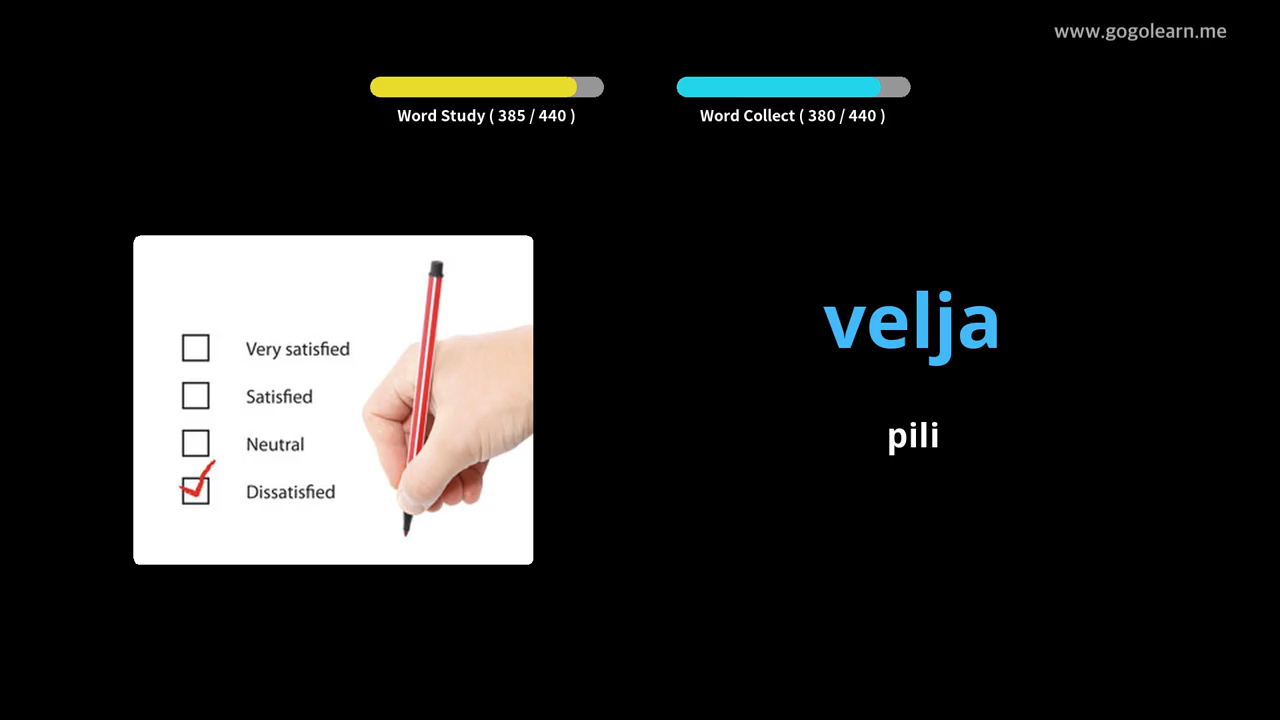 www.gogolearn.me
Word Study ( 385 / 440 )
Word Collect ( 380 / 440 )
Very satisfied
Satisfied
Neutral
Dissatisfied
velja
pili